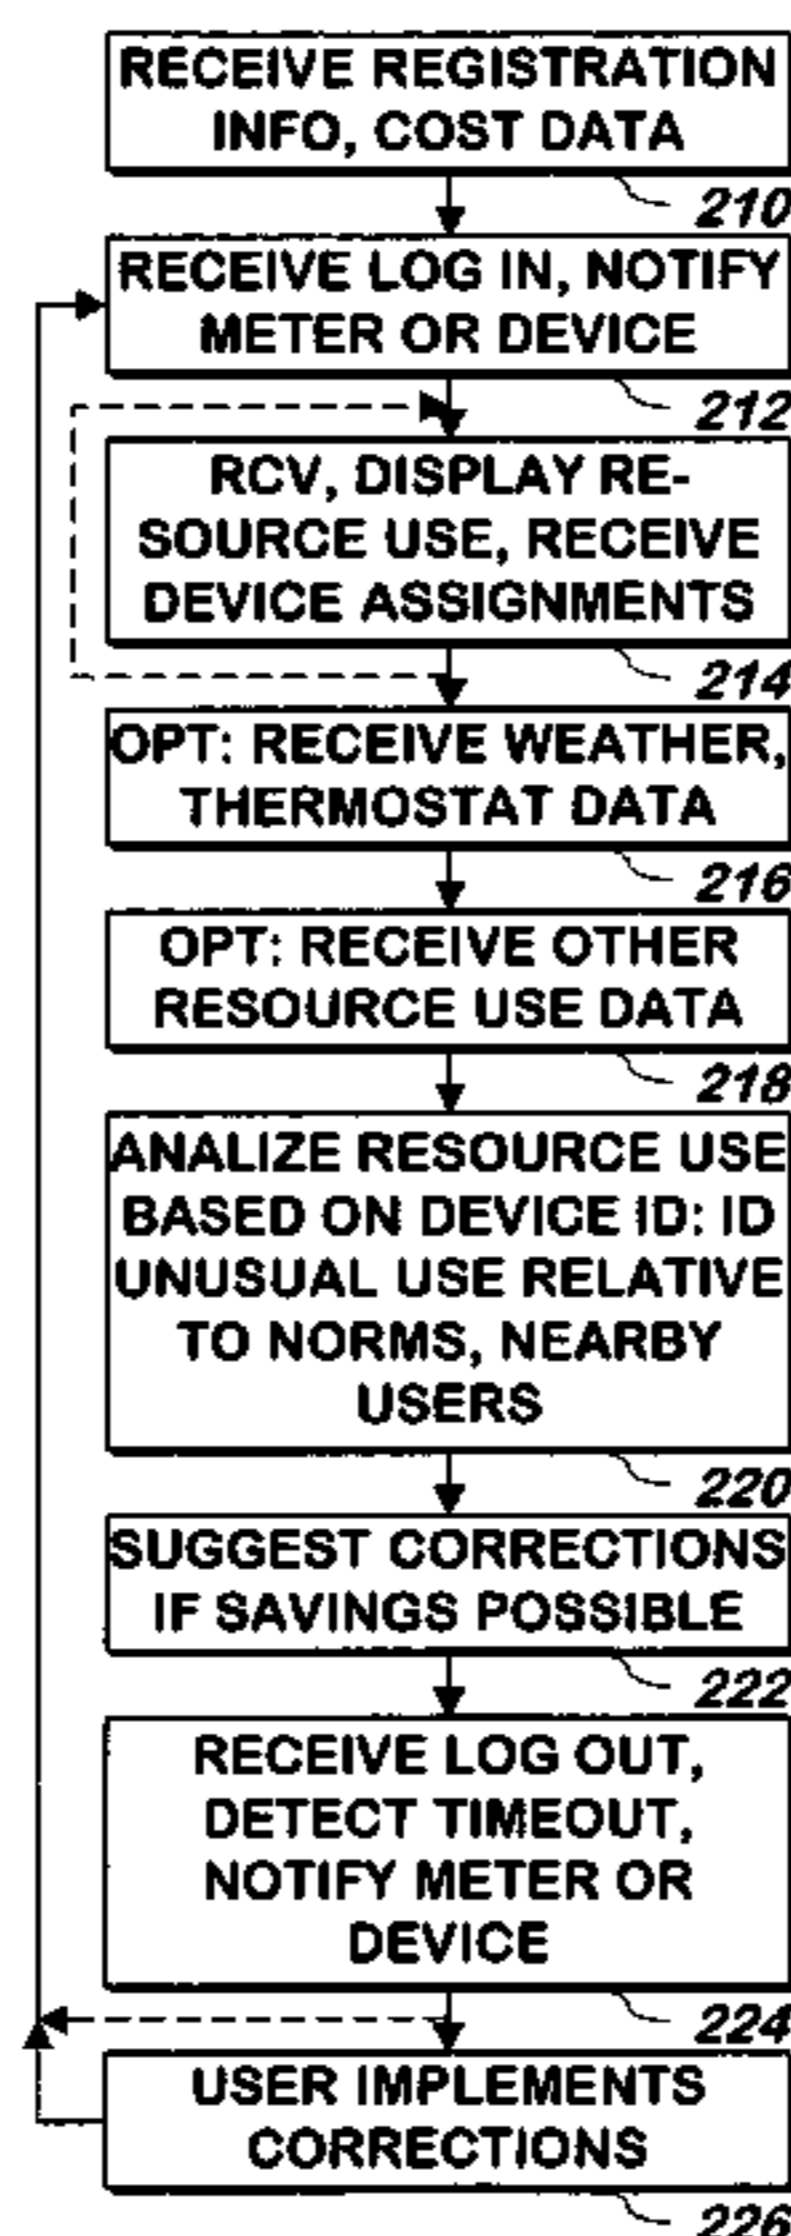 RECEIVE REGISTRATION
INFO, COST DATA
210
RECEIVE LOG IN, NOTIFY
METER OR DEVICE
212
RCV, DISPLAY RE-
SOURCE USE, RECEIVE
DEVICE ASSIGNMENTS
214
OPT: RECEIVE WEATHER,
THERMOSTAT DATA
216
OPT: RECEIVE OTHER
RESOURCE USE DATA
218
ANALIZE RESOURCE USE
BASED ON DEVICE ID: ID
UNUSUAL USE RELATIVE
TO NORMS, NEARBY
USERS
220
SUGGEST CORRECTIONS
IF SAVINGS POSSIBLE
222
RECEIVE LOG OUT,
DETECT TIMEOUT,
NOTIFY METER OR
DEVICE
224
USER IMPLEMENTS
CORRECTIONS
226